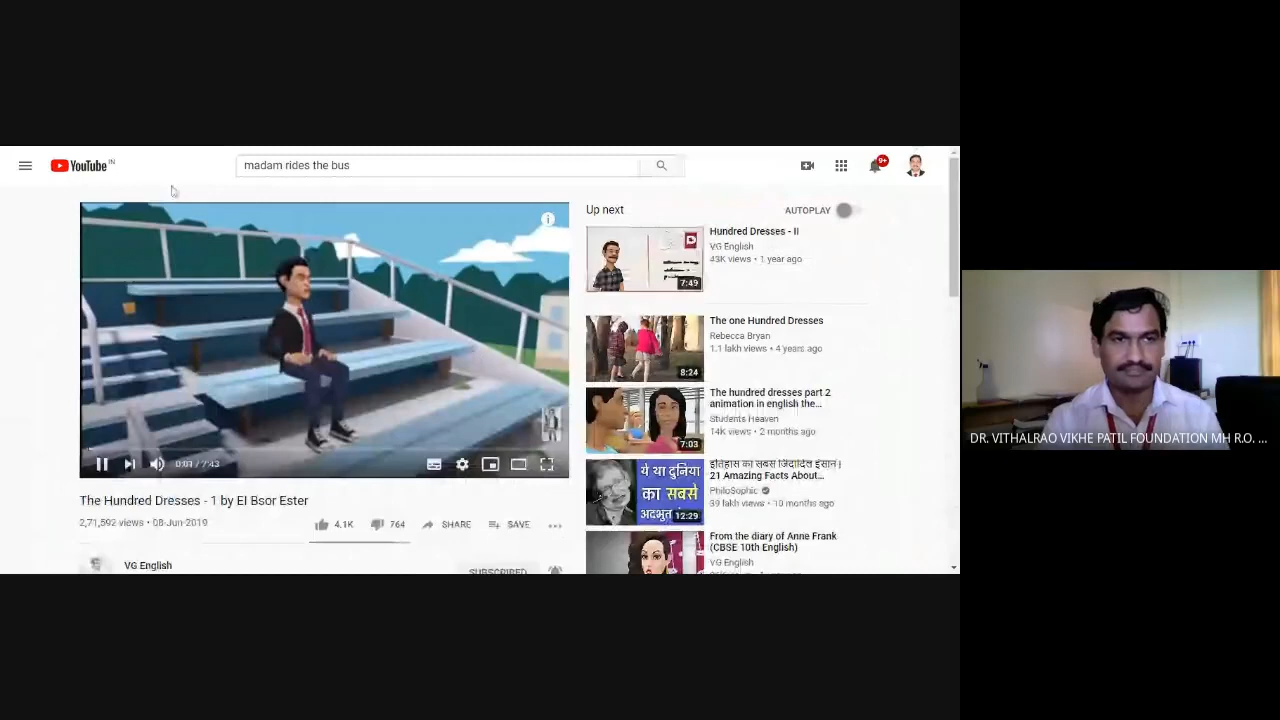 YouTube IN
madam rides the bus
9+
Up next
AUTOPLAY
Hundred Dresses - II
VG English
43K views • 1 year ago
7:49
The one Hundred Dresses
Rebecca Bryan
1.1 lakh views • 4 years ago
8:24
The hundred dresses part 2
animation in english the...
Students Heaven
14K views • 2 months ago
7:03
ये था दुनिया
का सबसे
अदभुत
12:29
इतिहास का सबसे जिंदादिल इंसान |
21 Amazing Facts About...
PhiloSophic
39 lakh views • 10 months ago
From the diary of Anne Frank
(CBSE 10th English)
VG English
0:01 / 7:43
The Hundred Dresses - 1 by El Bsor Ester
2,71,592 views • 08-Jun-2019
4.1K
764
SHARE
SAVE
VG English
SUBSCRIBED
DR. VITHALRAO VIKHE PATIL FOUNDATION MH R.O. ...